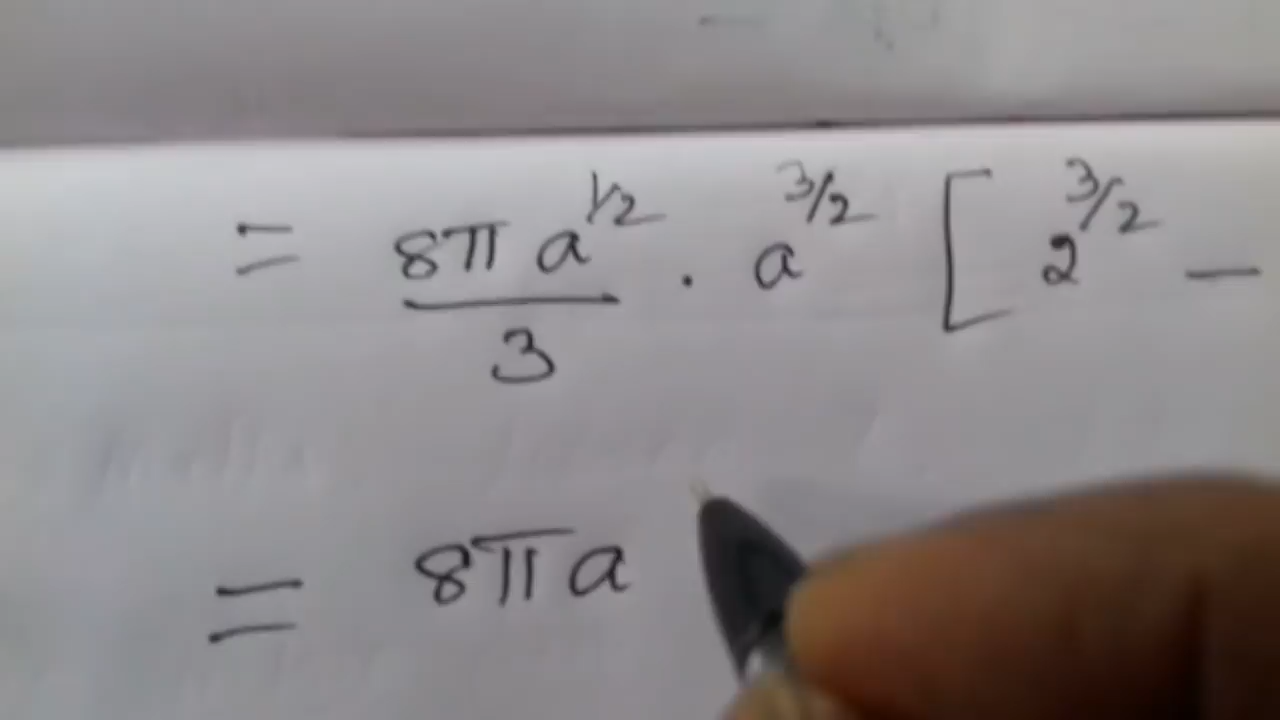 = 8π a^1/2 / 3 . a^3/2 [ 2^3/2 –
= 8π a